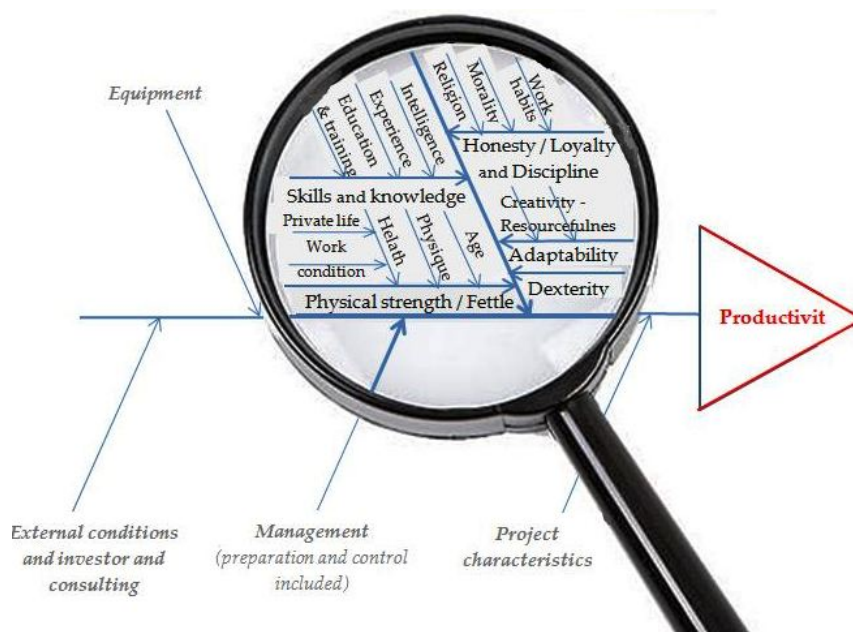 Equipment
Religion
Morality
Work
habits
Intelligence
Experience
Education
& training
Honesty / Loyalty
and Discipline
Skills and knowledge
Creativity -
Resourcefulnes
Private life
Work
condition
Helath
Physique
Age
Adaptability
Dexterity
Physical strength / Fettle
Productivit
External conditions
and investor and
consulting
Management
(preparation and control
included)
Project
characteristics